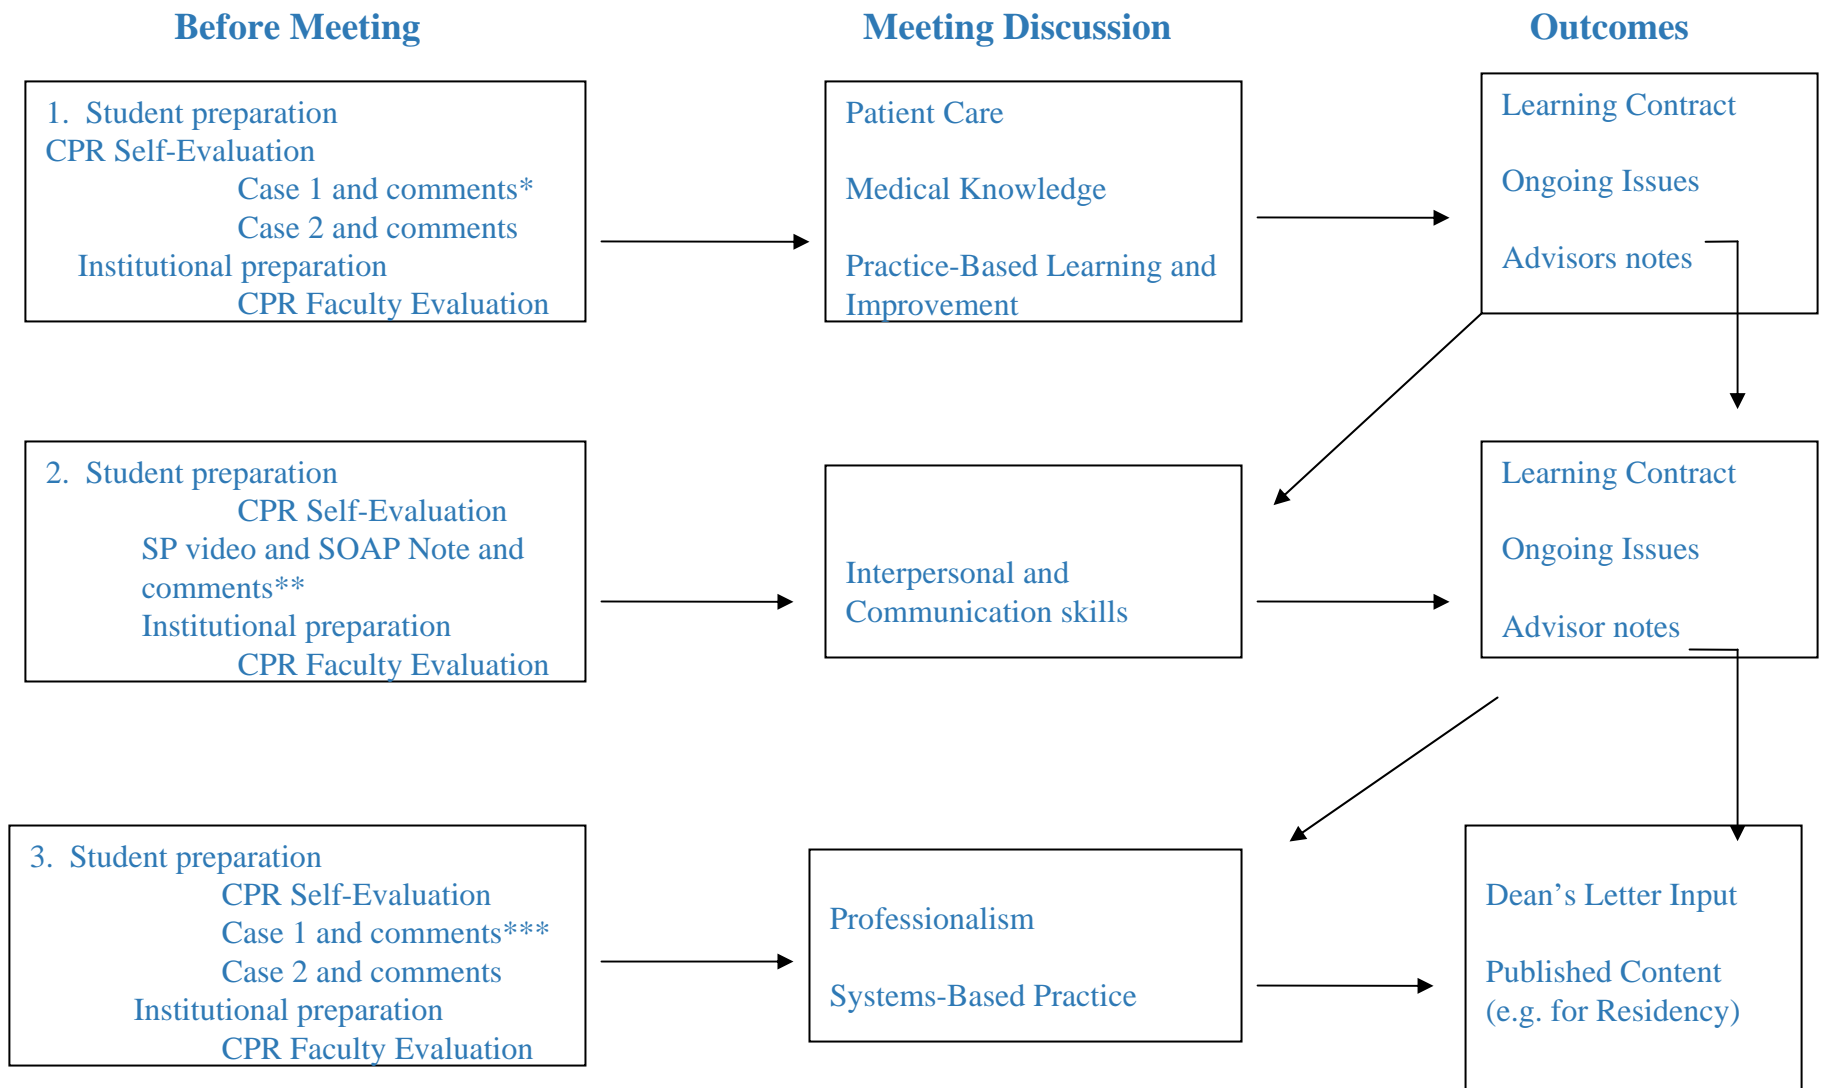 Before Meeting
Meeting Discussion
Outcomes
1. Student preparation
CPR Self-Evaluation
Case 1 and comments*
Case 2 and comments
Institutional preparation
CPR Faculty Evaluation
Patient Care
Medical Knowledge
Practice-Based Learning and
Improvement
Learning Contract
Ongoing Issues
Advisors notes
2. Student preparation
CPR Self-Evaluation
SP video and SOAP Note and
comments**
Institutional preparation
CPR Faculty Evaluation
Interpersonal and
Communication skills
Learning Contract
Ongoing Issues
Advisor notes
3. Student preparation
CPR Self-Evaluation
Case 1 and comments***
Case 2 and comments
Institutional preparation
CPR Faculty Evaluation
Professionalism
Systems-Based Practice
Dean’s Letter Input
Published Content
(e.g. for Residency)